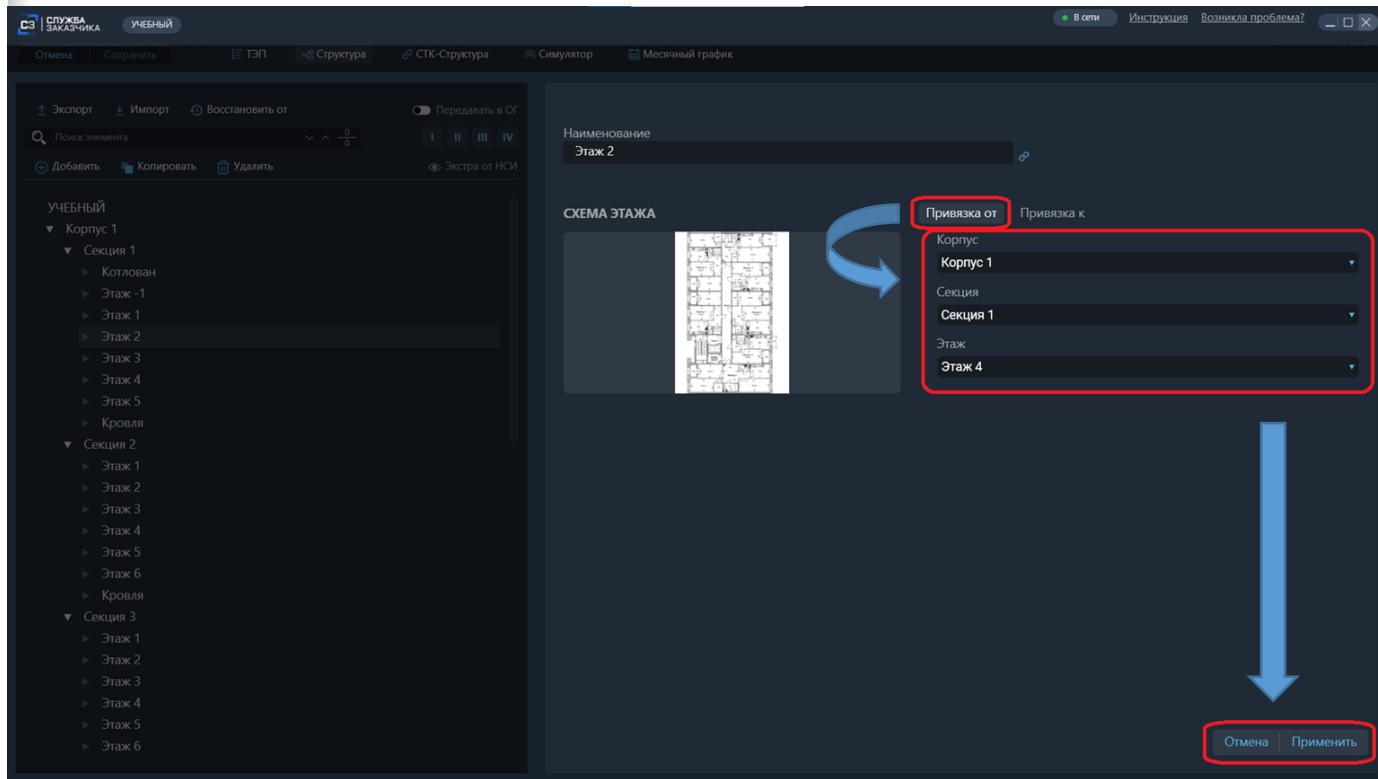 СЗ СЛУЖБА ЗАКАЗЧИКА УЧЕБНЫЙ В сети Инструкция Возникла проблема?
Отмена Сохранить ТЭП Структура СТК-Структура Симулятор Месячный график
Экспорт Импорт Восстановить от Передавать в ОГ
Поиск элемента 0 0 I II III IV
Добавить Копировать Удалить Экстра от НСИ
УЧЕБНЫЙ
Корпус 1
Секция 1
Котлован
Этаж -1
Этаж 1
Этаж 2
Этаж 3
Этаж 4
Этаж 5
Кровля
Секция 2
Этаж 1
Этаж 2
Этаж 3
Этаж 4
Этаж 5
Этаж 6
Кровля
Секция 3
Этаж 1
Этаж 2
Этаж 3
Этаж 4
Этаж 5
Этаж 6
Наименование
Этаж 2
СХЕМА ЭТАЖА
Привязка от Привязка к
Корпус
Корпус 1
Секция
Секция 1
Этаж
Этаж 4
Отмена Применить